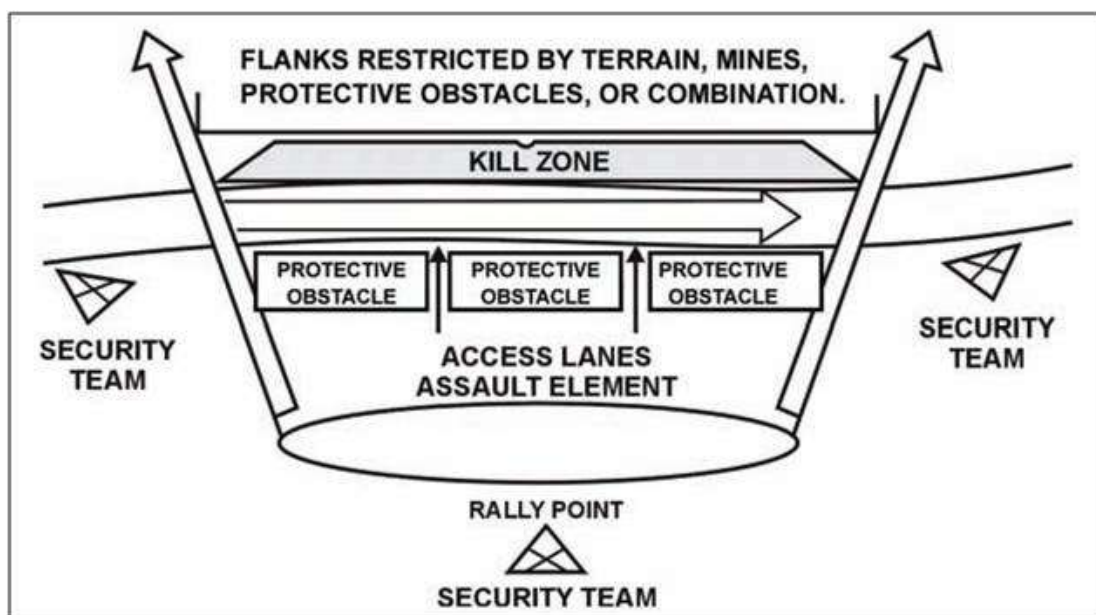 FLANKS RESTRICTED BY TERRAIN, MINES,
PROTECTIVE OBSTACLES, OR COMBINATION.
KILL ZONE
PROTECTIVE
OBSTACLE
PROTECTIVE
OBSTACLE
PROTECTIVE
OBSTACLE
SECURITY
TEAM
ACCESS LANES
ASSAULT ELEMENT
SECURITY
TEAM
RALLY POINT
SECURITY TEAM